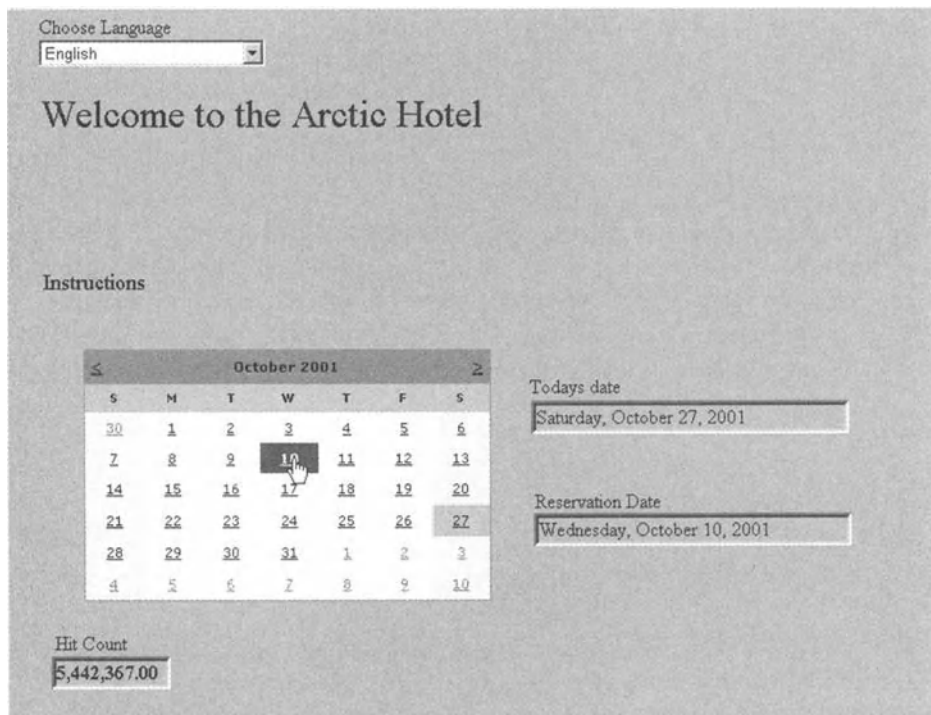 Choose Language
English
Welcome to the Arctic Hotel
Instructions
< October 2001 >
S M T W T F S
30 1 2 3 4 5 6
7 8 9 10 11 12 13
14 15 16 17 18 19 20
21 22 23 24 25 26 27
28 29 30 31 1 2 3
4 5 6 7 8 9 10
Todays date
Saturday, October 27, 2001
Reservation Date
Wednesday, October 10, 2001
Hit Count
5,442,367.00